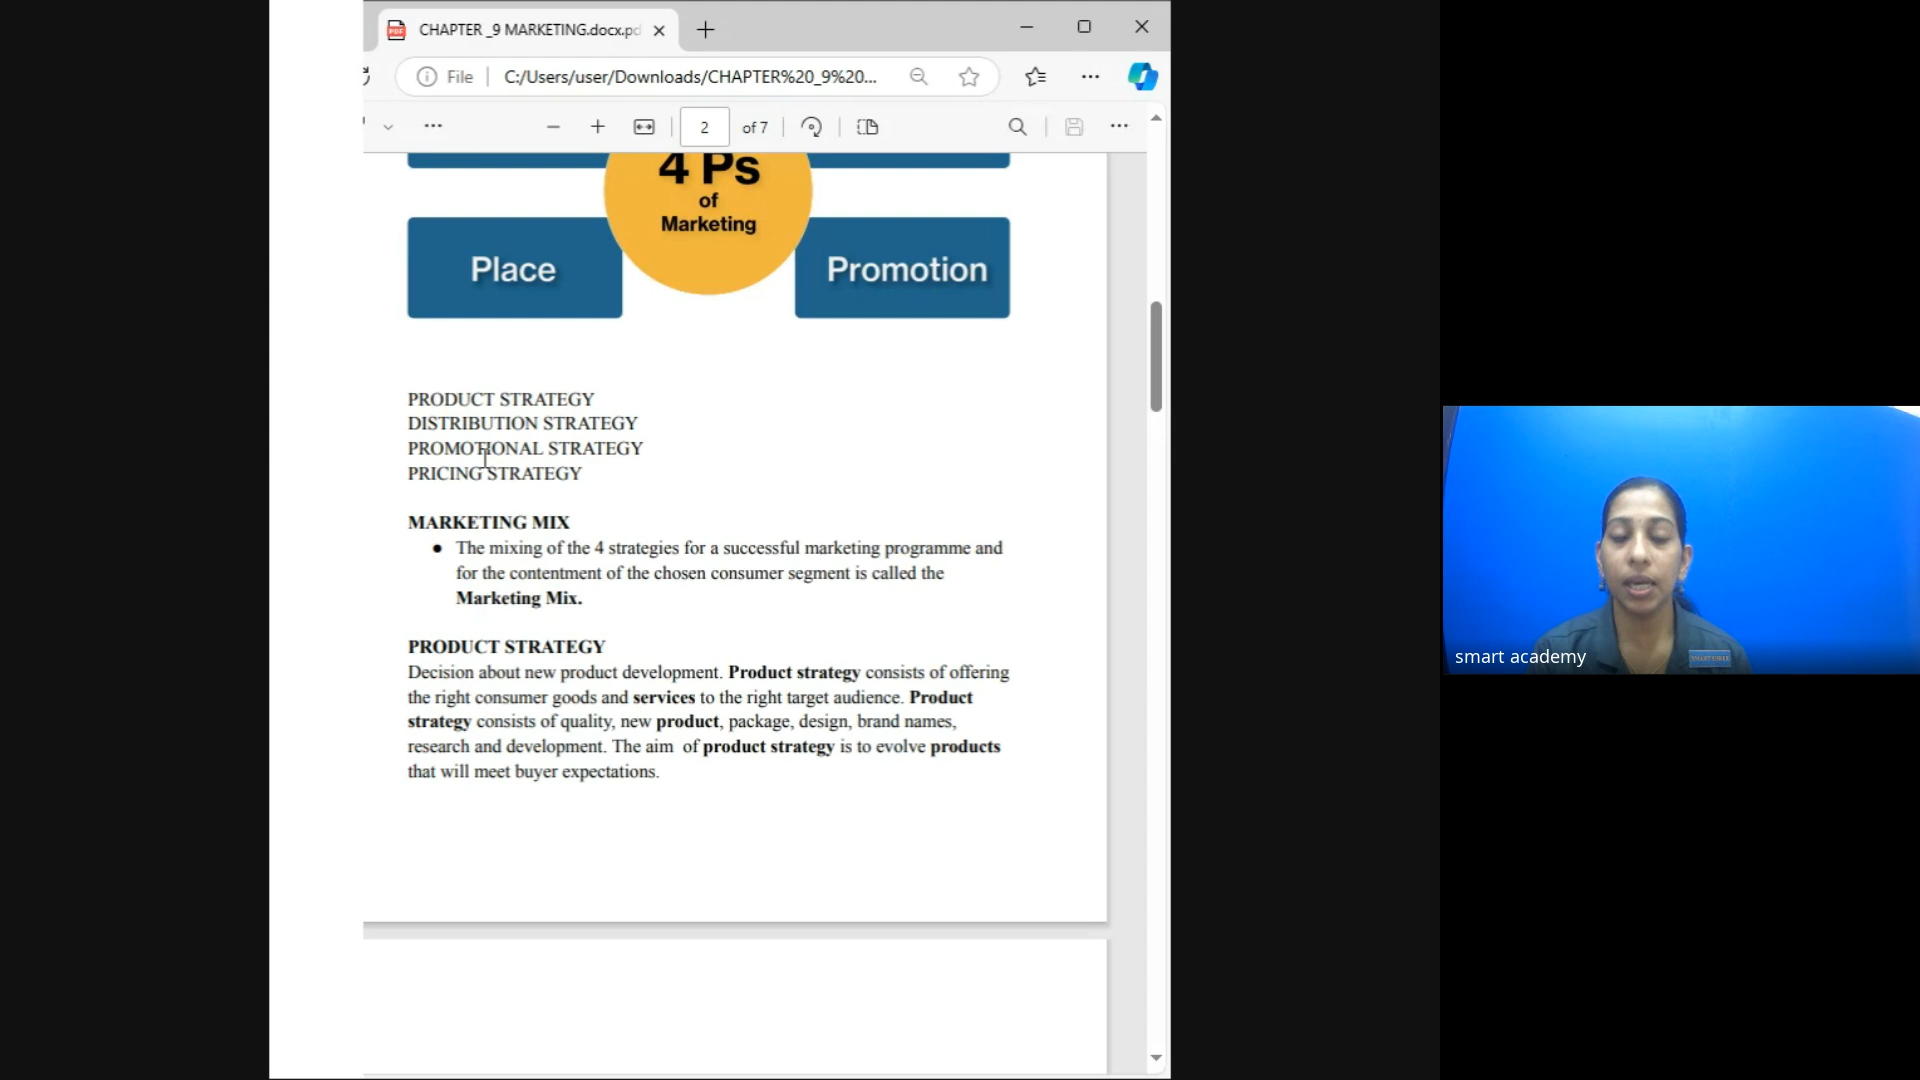 CHAPTER _9 MARKETING.docx.pd
File
C:/Users/user/Downloads/CHAPTER%20_9%20...
2 of 7
4 Ps
of
Marketing
Place
Promotion
PRODUCT STRATEGY
DISTRIBUTION STRATEGY
PROMOTIONAL STRATEGY
PRICING STRATEGY
MARKETING MIX
● The mixing of the 4 strategies for a successful marketing programme and
for the contentment of the chosen consumer segment is called the
Marketing Mix.
PRODUCT STRATEGY
Decision about new product development. Product strategy consists of offering
the right consumer goods and services to the right target audience. Product
strategy consists of quality, new product, package, design, brand names,
research and development. The aim of product strategy is to evolve products
that will meet buyer expectations.
smart academy